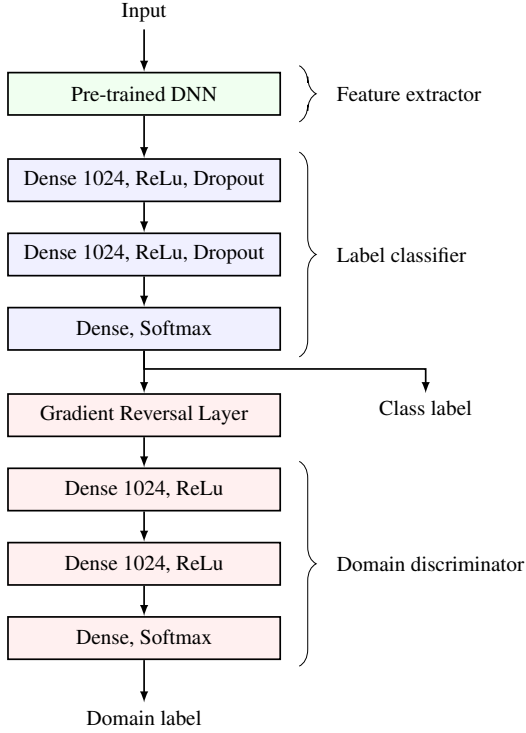 Input
Pre-trained DNN
Feature extractor
Dense 1024, ReLu, Dropout
Dense 1024, ReLu, Dropout
Label classifier
Dense, Softmax
Class label
Gradient Reversal Layer
Dense 1024, ReLu
Dense 1024, ReLu
Domain discriminator
Dense, Softmax
Domain label